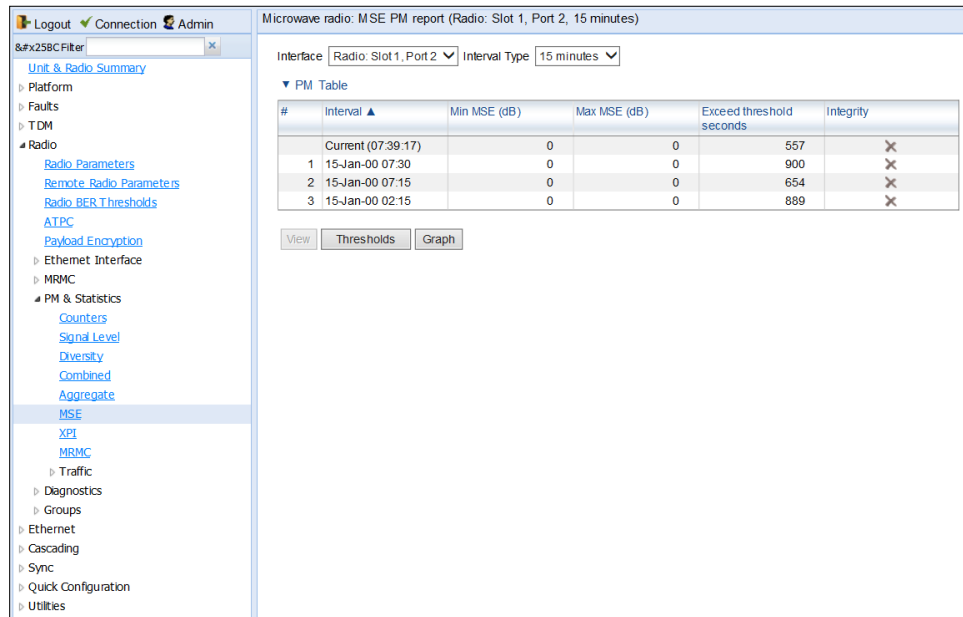 Logout Connection Admin
&#x25BCFilter
Unit & Radio Summary
Platform
Faults
TDM
Radio
Radio Parameters
Remote Radio Parameters
Radio BER Thresholds
ATPC
Payload Encryption
Ethernet Interface
MRMC
PM & Statistics
Counters
Signal Level
Diversity
Combined
Aggregate
MSE
XPI
MRMC
Traffic
Diagnostics
Groups
Ethernet
Cascading
Sync
Quick Configuration
Utilities
Microwave radio: MSE PM report (Radio: Slot 1, Port 2, 15 minutes)
Interface Radio: Slot 1, Port 2 Interval Type 15 minutes
▼ PM Table
# Interval ▲ Min MSE (dB) Max MSE (dB) Exceed threshold seconds Integrity
Current (07:39:17) 0 0 557
1 15-Jan-00 07:30 0 0 900
2 15-Jan-00 07:15 0 0 654
3 15-Jan-00 02:15 0 0 889
View Thresholds Graph